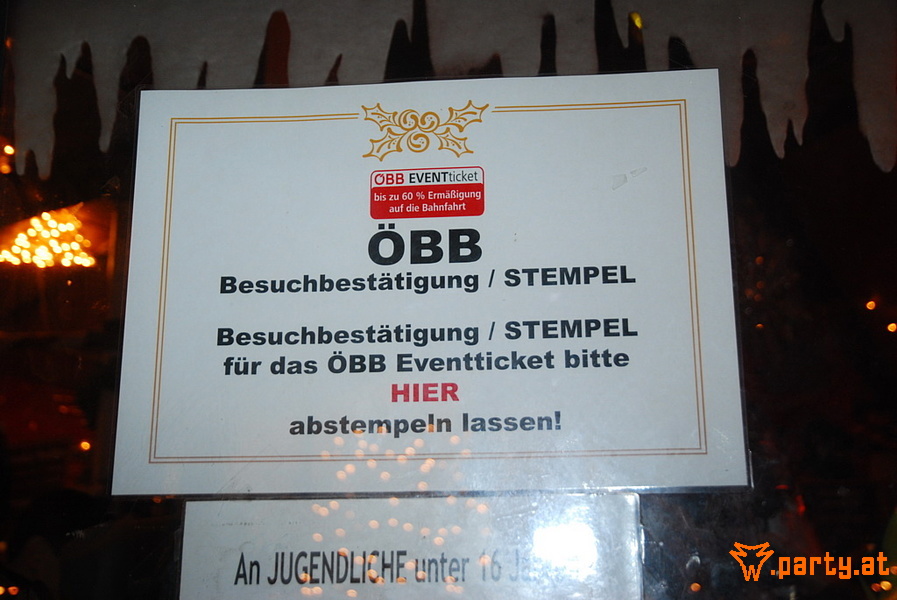 ÖBB EVENTticket
bis zu 60 % Ermäßigung
auf die Bahnfahrt
ÖBB
Besuchbestätigung / STEMPEL
Besuchbestätigung / STEMPEL
für das ÖBB Eventticket bitte
HIER
abstempeln lassen!
An JUGENDLICHE unter 16
.party.at